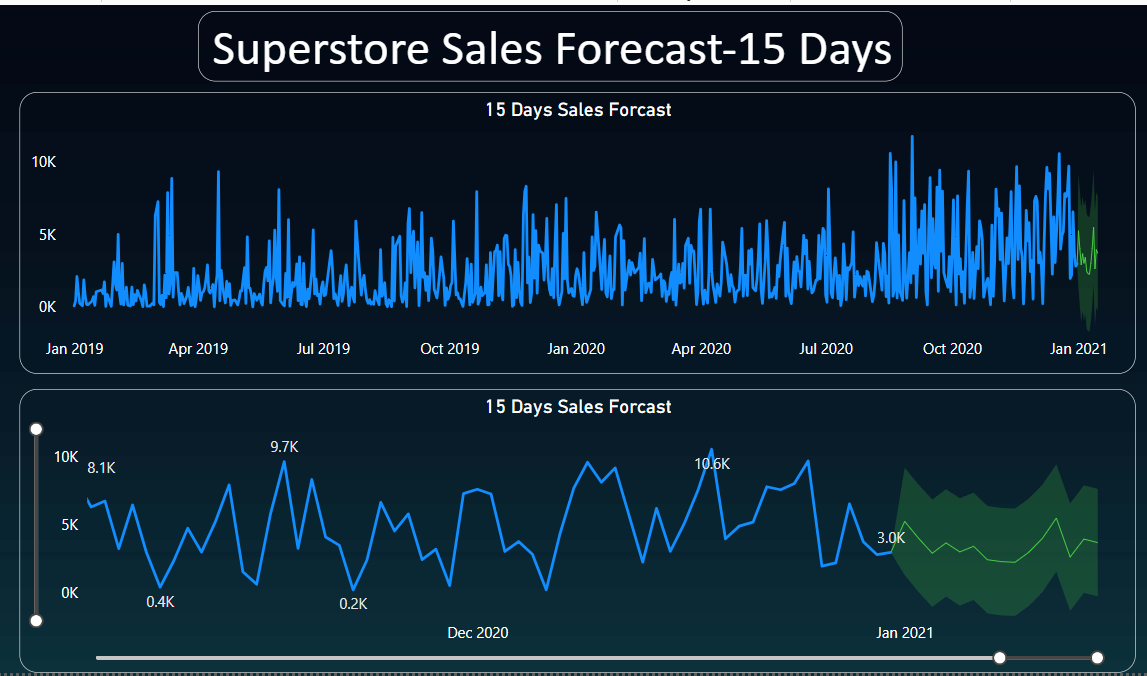 Superstore Sales Forecast-15 Days
15 Days Sales Forcast
10K
5K
0K
Jan 2019 Apr 2019 Jul 2019 Oct 2019 Jan 2020 Apr 2020 Jul 2020 Oct 2020 Jan 2021
15 Days Sales Forcast
9.7K
10K
8.1K
10.6K
5K
3.0K
0K
0.4K
0.2K
Dec 2020 Jan 2021